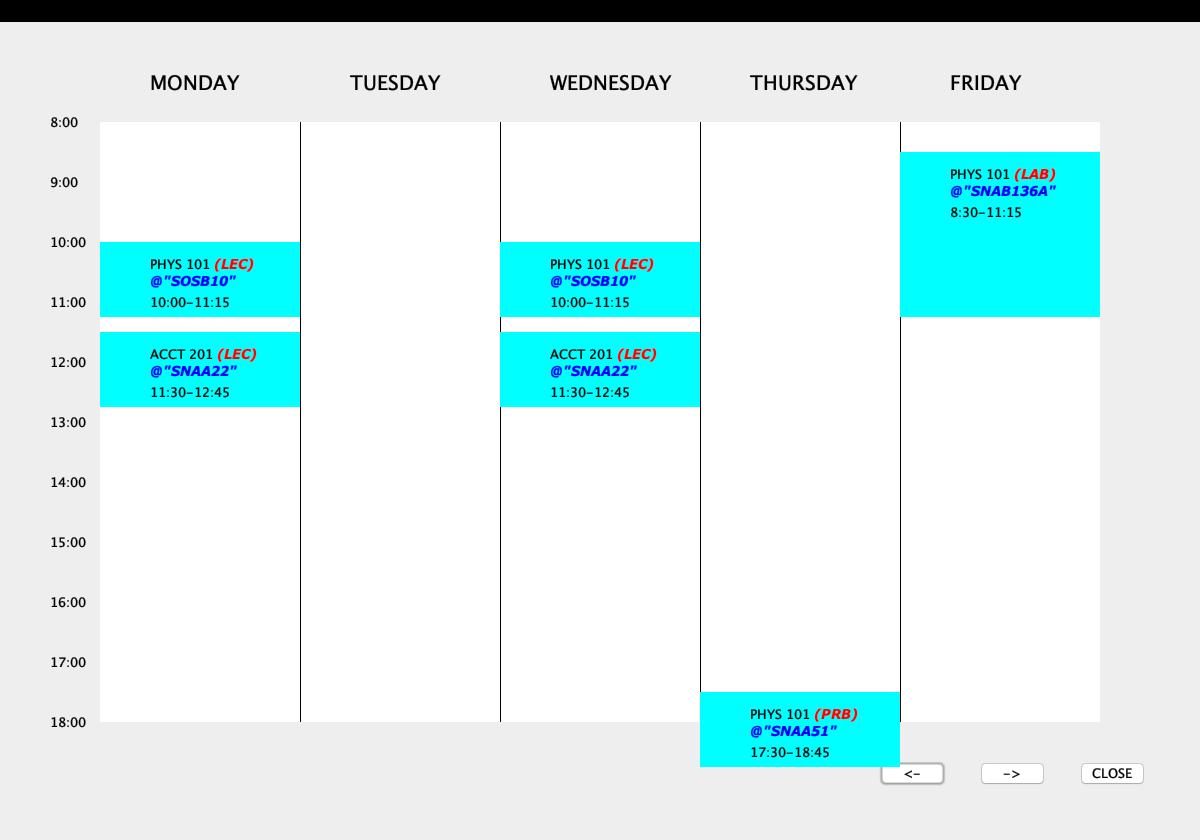 MONDAY TUESDAY WEDNESDAY THURSDAY FRIDAY
8:00
9:00
10:00
11:00
12:00
13:00
14:00
15:00
16:00
17:00
18:00
PHYS 101 (LEC)
@"SOSB10"
10:00-11:15
ACCT 201 (LEC)
@"SNAA22"
11:30-12:45
PHYS 101 (LEC)
@"SOSB10"
10:00-11:15
ACCT 201 (LEC)
@"SNAA22"
11:30-12:45
PHYS 101 (PRB)
@"SNAA51"
17:30-18:45
PHYS 101 (LAB)
@"SNAB136A"
8:30-11:15
<- -> CLOSE